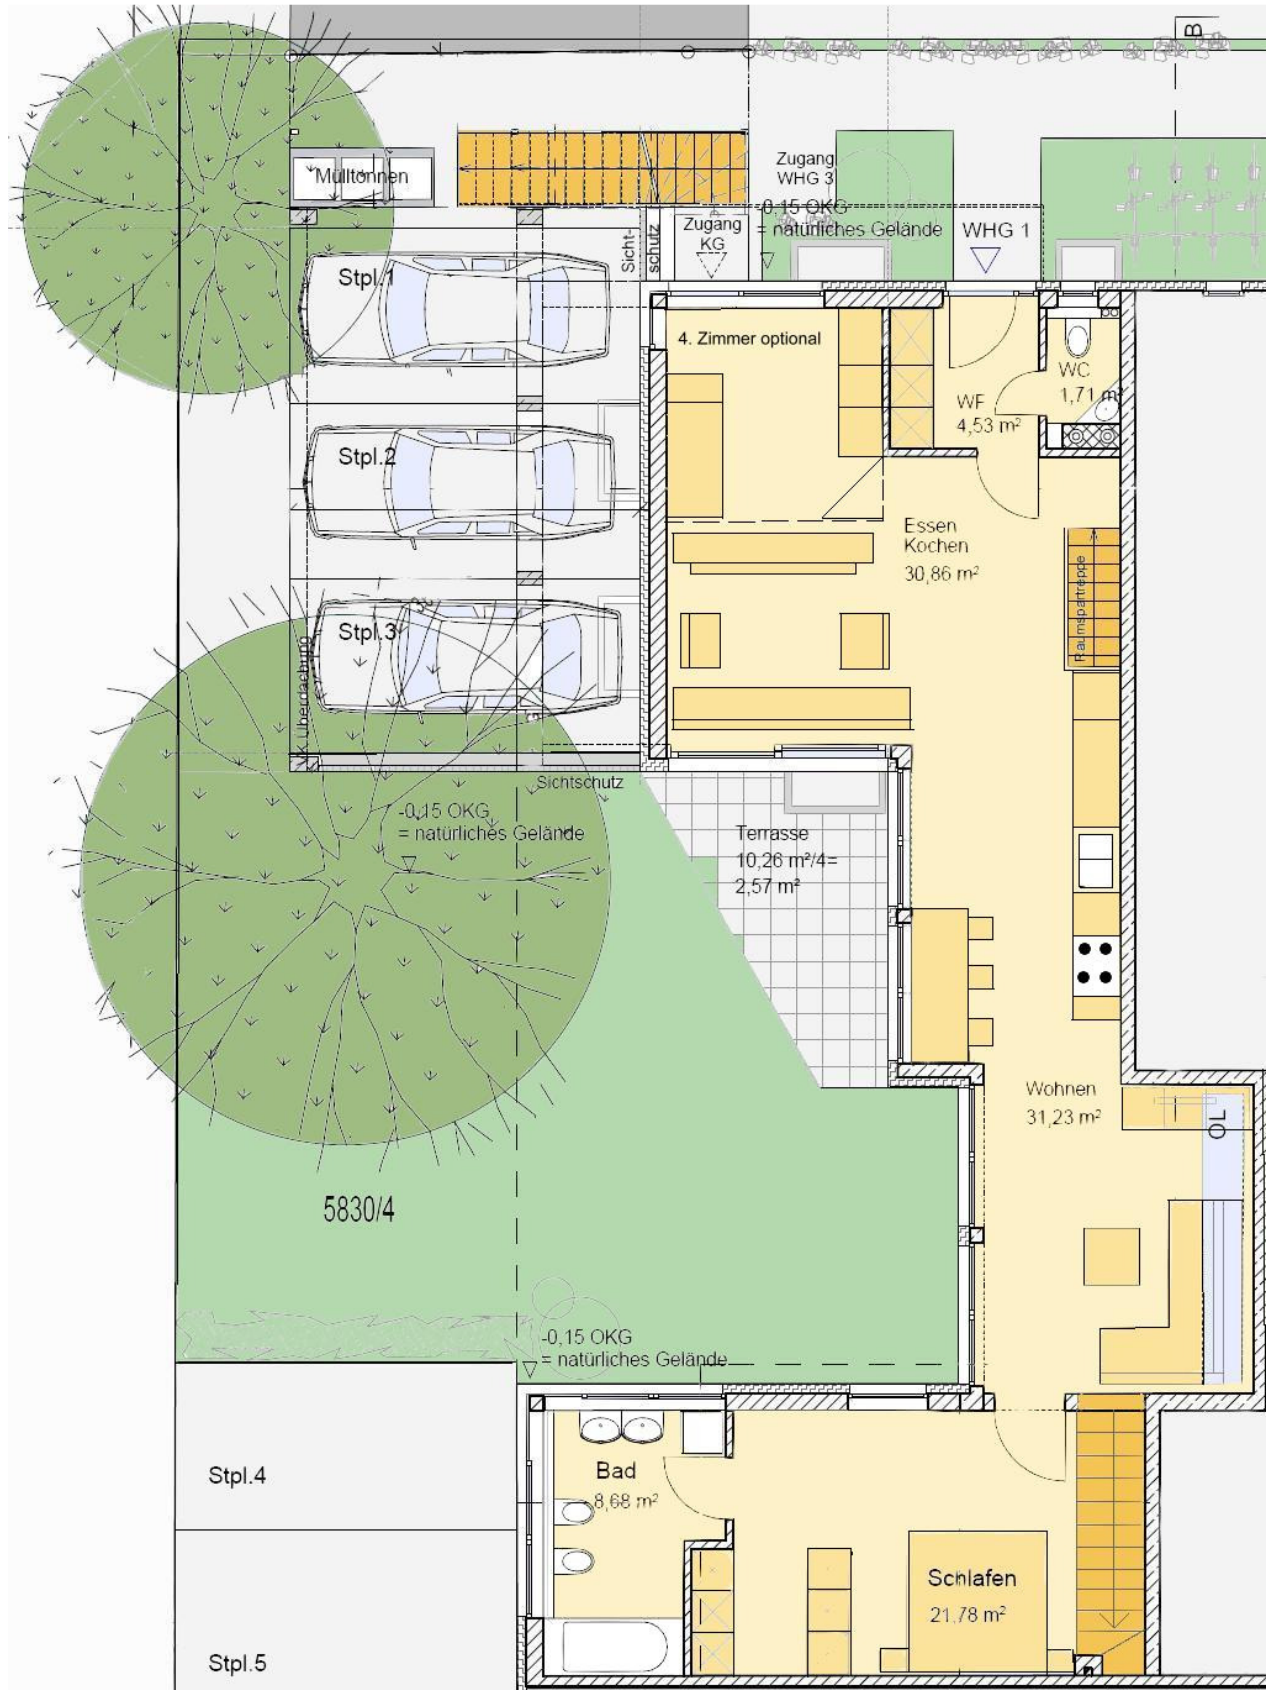 B
Mülltonnen
Zugang
WHG 3
-0,15 OKG
= natürliches Gelände
Zugang
KG
WHG 1
Sicht-
schutz
Stpl.1
4. Zimmer optional
WC
1,71 m²
WF
4,53 m²
Stpl.2
Essen
Kochen
30,86 m²
Raumspartreppe
Stpl.3
Überdachung
Sichtschutz
-0,15 OKG
= natürliches Gelände
Terrasse
10,26 m²/4=
2,57 m²
Wohnen
31,23 m²
OL
5830/4
-0,15 OKG
= natürliches Gelände
Stpl.4
Bad
8,68 m²
Schlafen
21,78 m²
Stpl.5